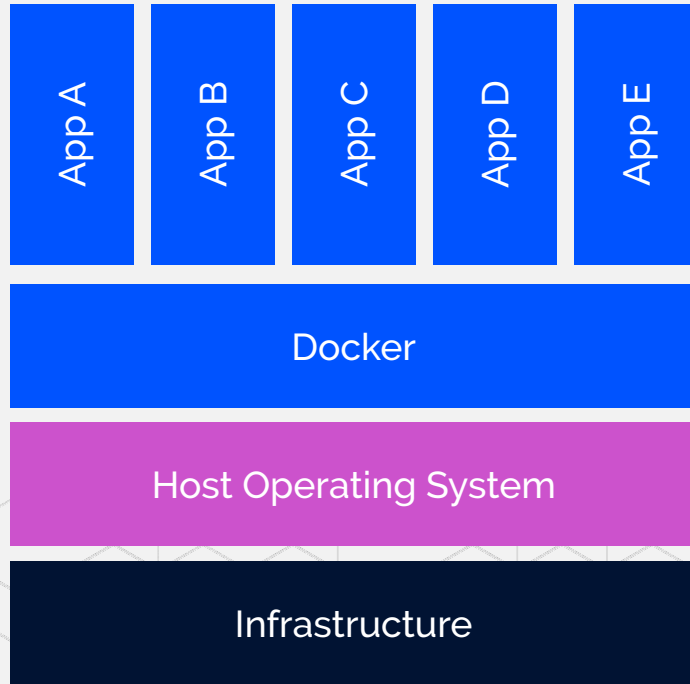 App A
App B
App C
App D
App E
Docker
Host Operating System
Infrastructure